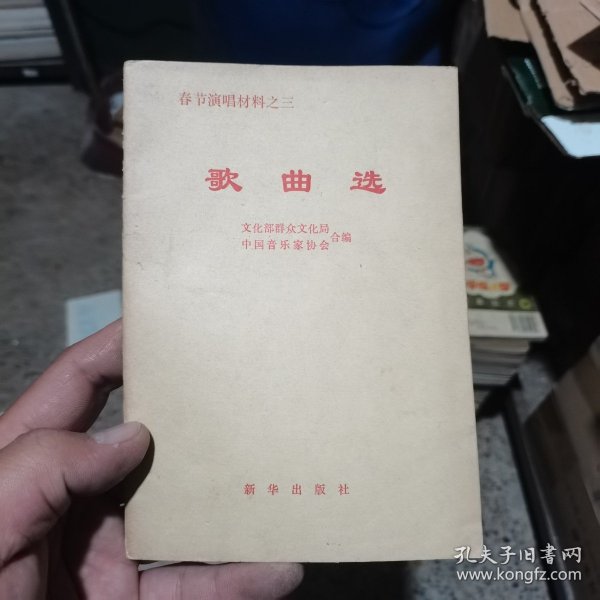 春节演唱材料之三
歌曲选
文化部群众文化局
中国音乐家协会
合编
新华出版社
孔夫子旧书网
www.kongfz.com